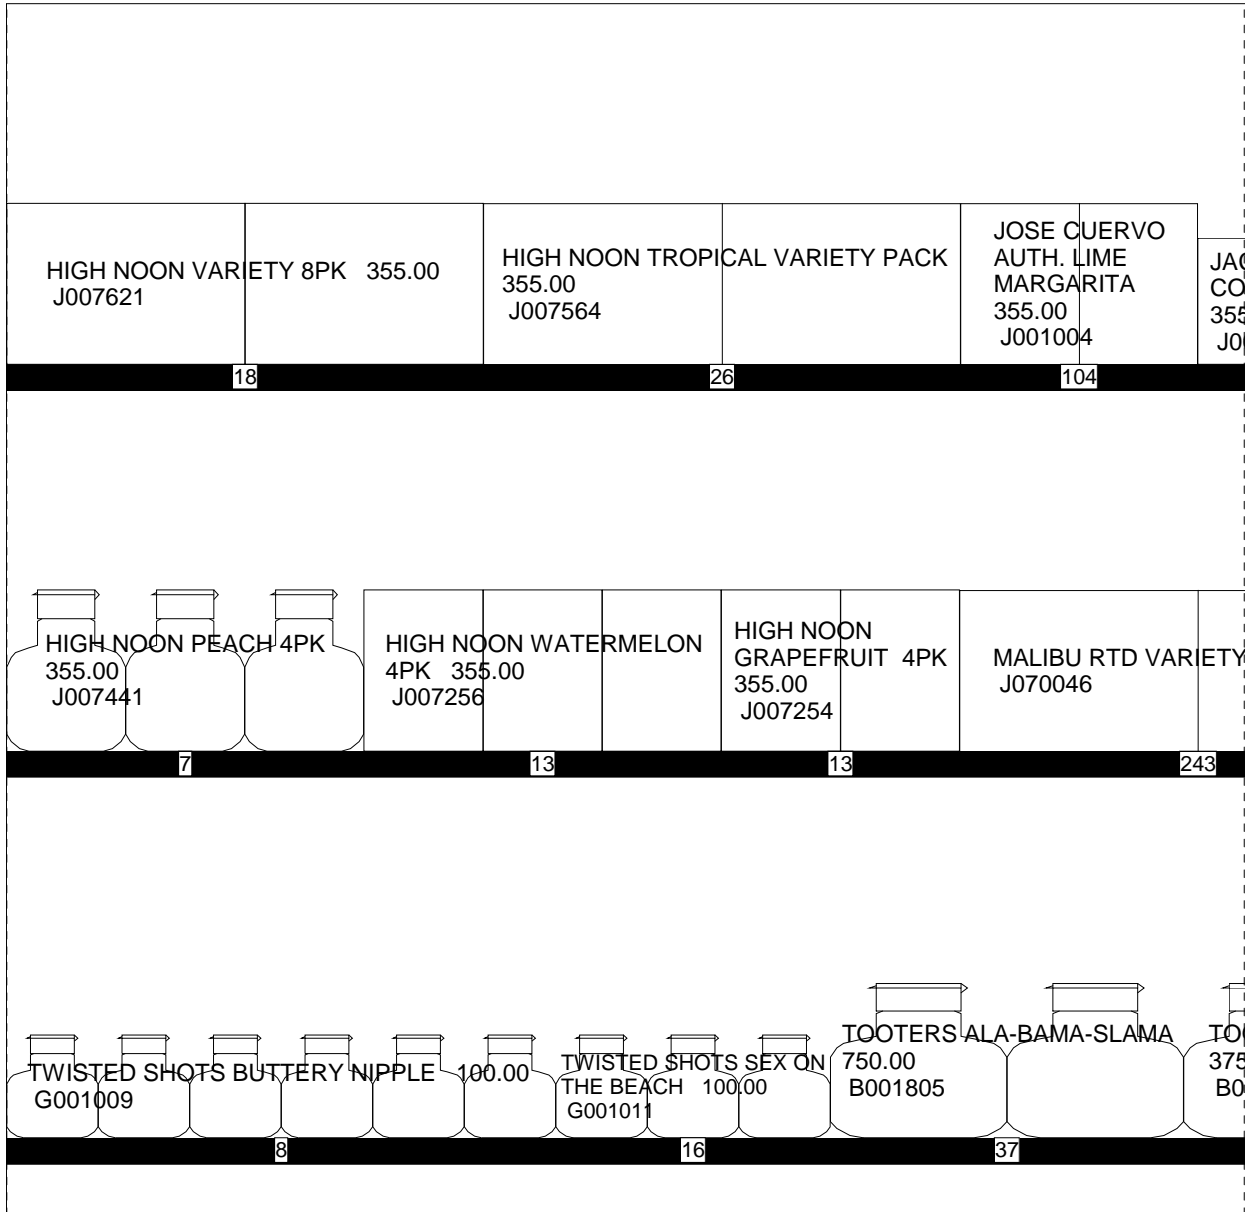 HIGH NOON VARIETY 8PK 355.00
J007621
HIGH NOON TROPICAL VARIETY PACK
355.00
J007564
JOSE CUERVO
AUTH. LIME
MARGARITA
355.00
J001004
18
26
104
HIGH NOON PEACH 4PK
355.00
J007441
HIGH NOON WATERMELON
4PK 355.00
J007256
HIGH NOON
GRAPEFRUIT 4PK
355.00
J007254
MALIBU RTD VARIETY
J070046
7
13
13
243
TWISTED SHOTS BUTTERY NIPPLE 100.00
G001009
TWISTED SHOTS SEX ON
THE BEACH 100.00
G001011
TOOTERS ALA-BAMA-SLAMA
750.00
B001805
8
16
37